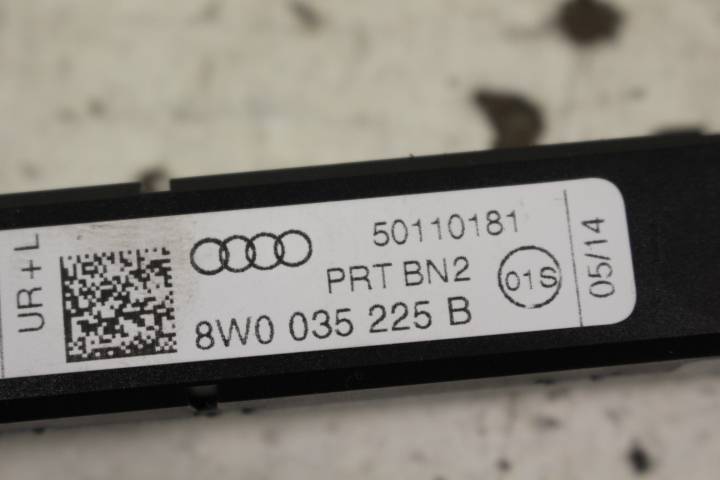 UR+L
50110181
PRT BN2
01S
8W0 035 225 B
05/14